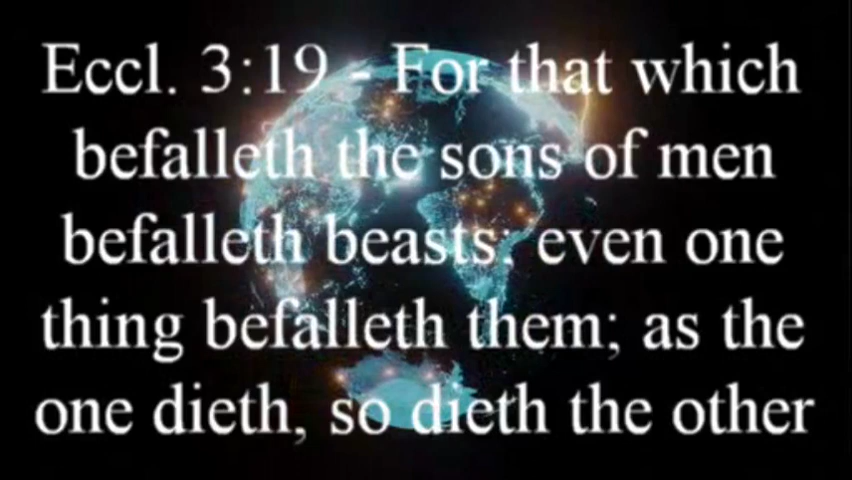 Eccl. 3:19 - For that which
befalleth the sons of men
befalleth beasts; even one
thing befalleth them; as the
one dieth, so dieth the other